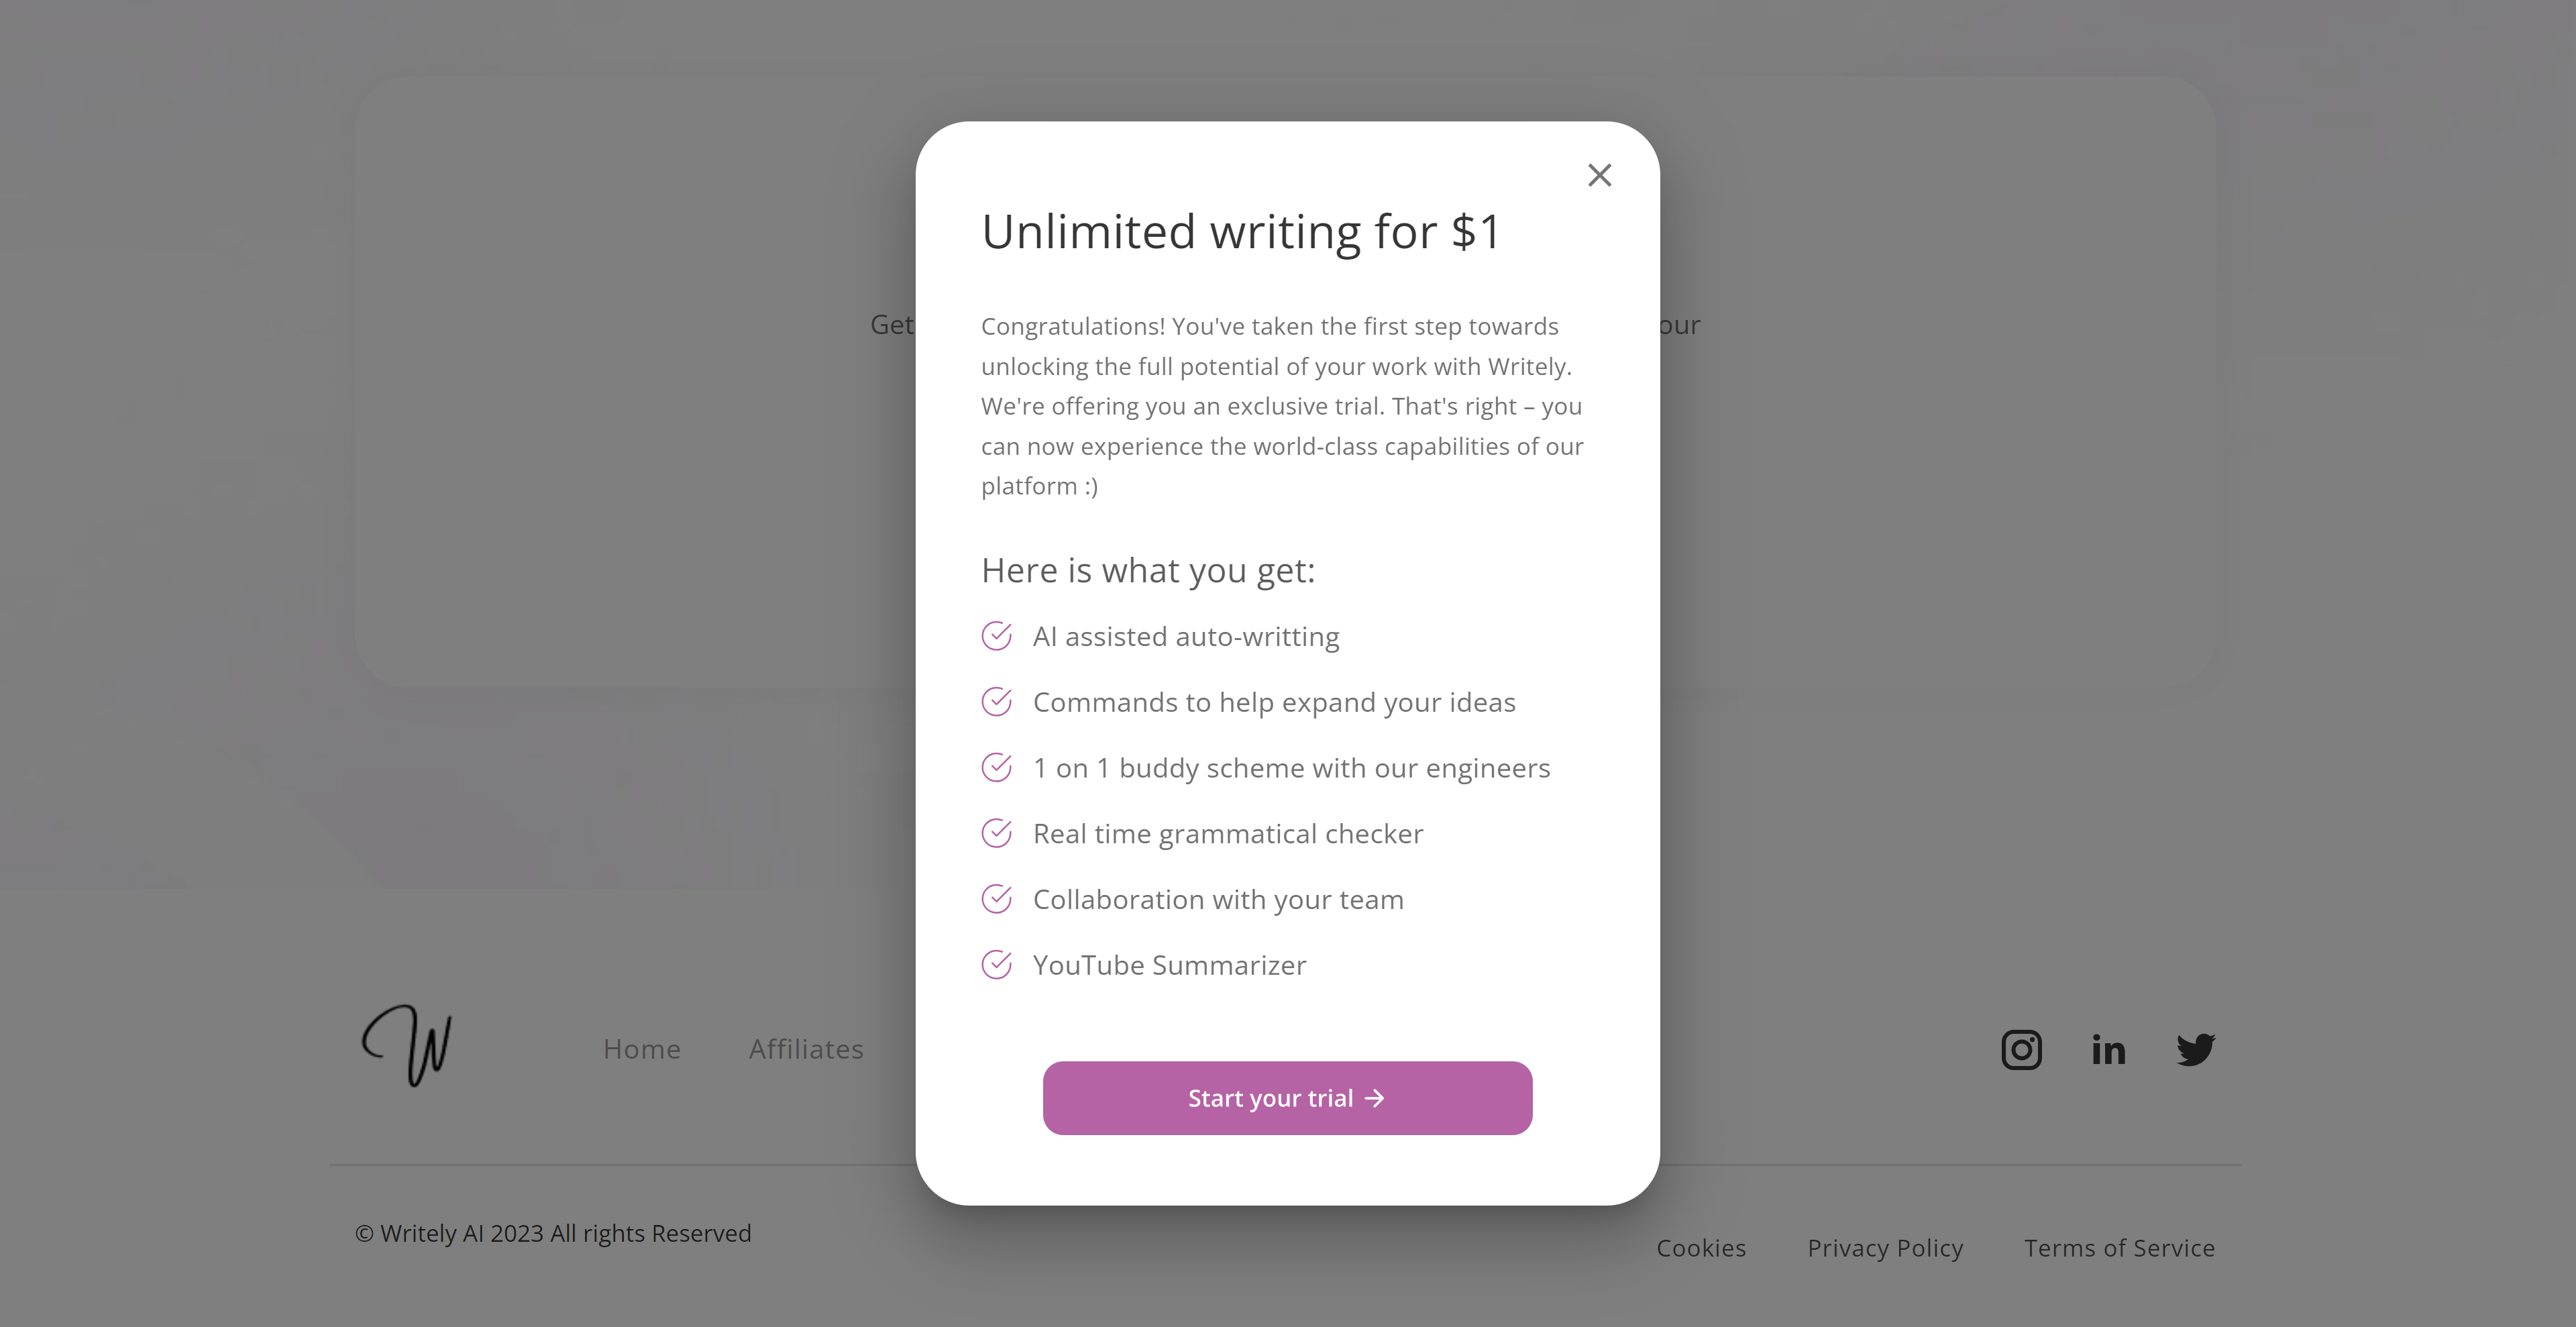 Unlimited writing for $1
Get
our
Congratulations! You've taken the first step towards
unlocking the full potential of your work with Writely.
We're offering you an exclusive trial. That's right – you
can now experience the world-class capabilities of our
platform :)
Here is what you get:
AI assisted auto-writting
Commands to help expand your ideas
1 on 1 buddy scheme with our engineers
Real time grammatical checker
Collaboration with your team
YouTube Summarizer
W
Home
Affiliates
in
Start your trial →
© Writely AI 2023 All rights Reserved
Cookies
Privacy Policy
Terms of Service